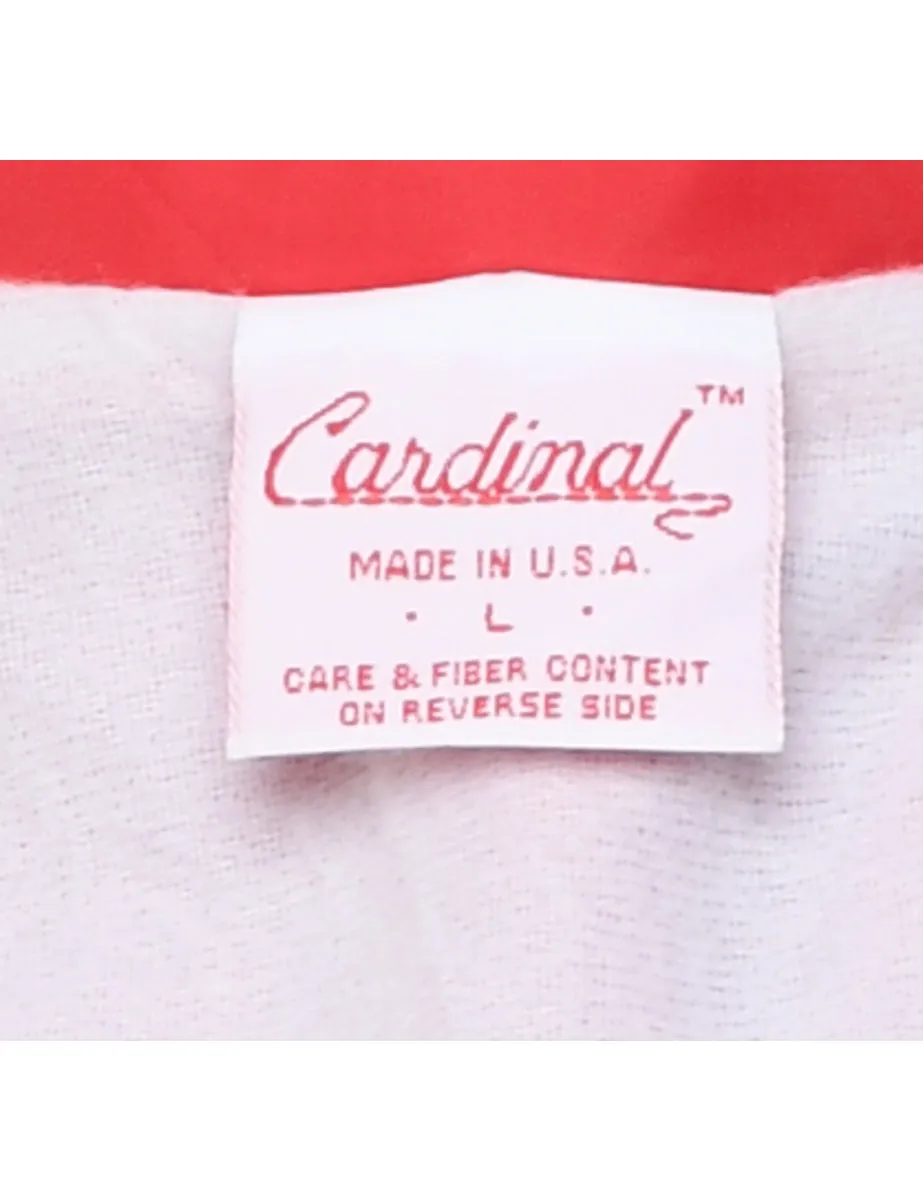 Cardinal™
MADE IN U.S.A.
· L ·
CARE & FIBER CONTENT
ON REVERSE SIDE